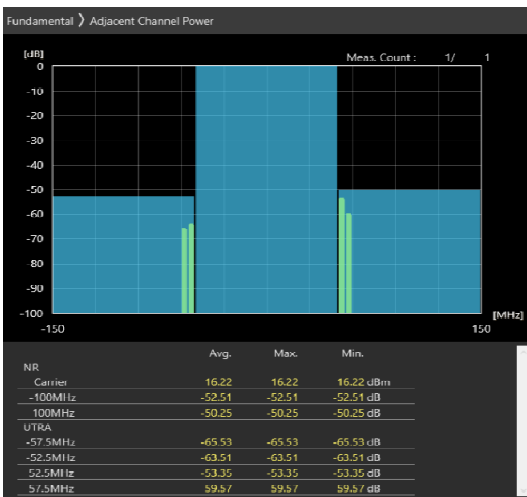 Fundamental ❯ Adjacent Channel Power
[dB]
Meas. Count : 1/ 1
0
-10
-20
-30
-40
-50
-60
-70
-80
-90
-100
[MHz]
-150 150
Avg. Max. Min.
NR
Carrier 16.22 16.22 16.22 dBm
-100MHz -52.51 -52.51 -52.51 dB
100MHz -50.25 -50.25 -50.25 dB
UTRA
-57.5MHz -65.53 -65.53 -65.53 dB
-52.5MHz -63.51 -63.51 -63.51 dB
52.5MHz -53.35 -53.35 -53.35 dB
57.5MHz 59.57 59.57 59.57 dB